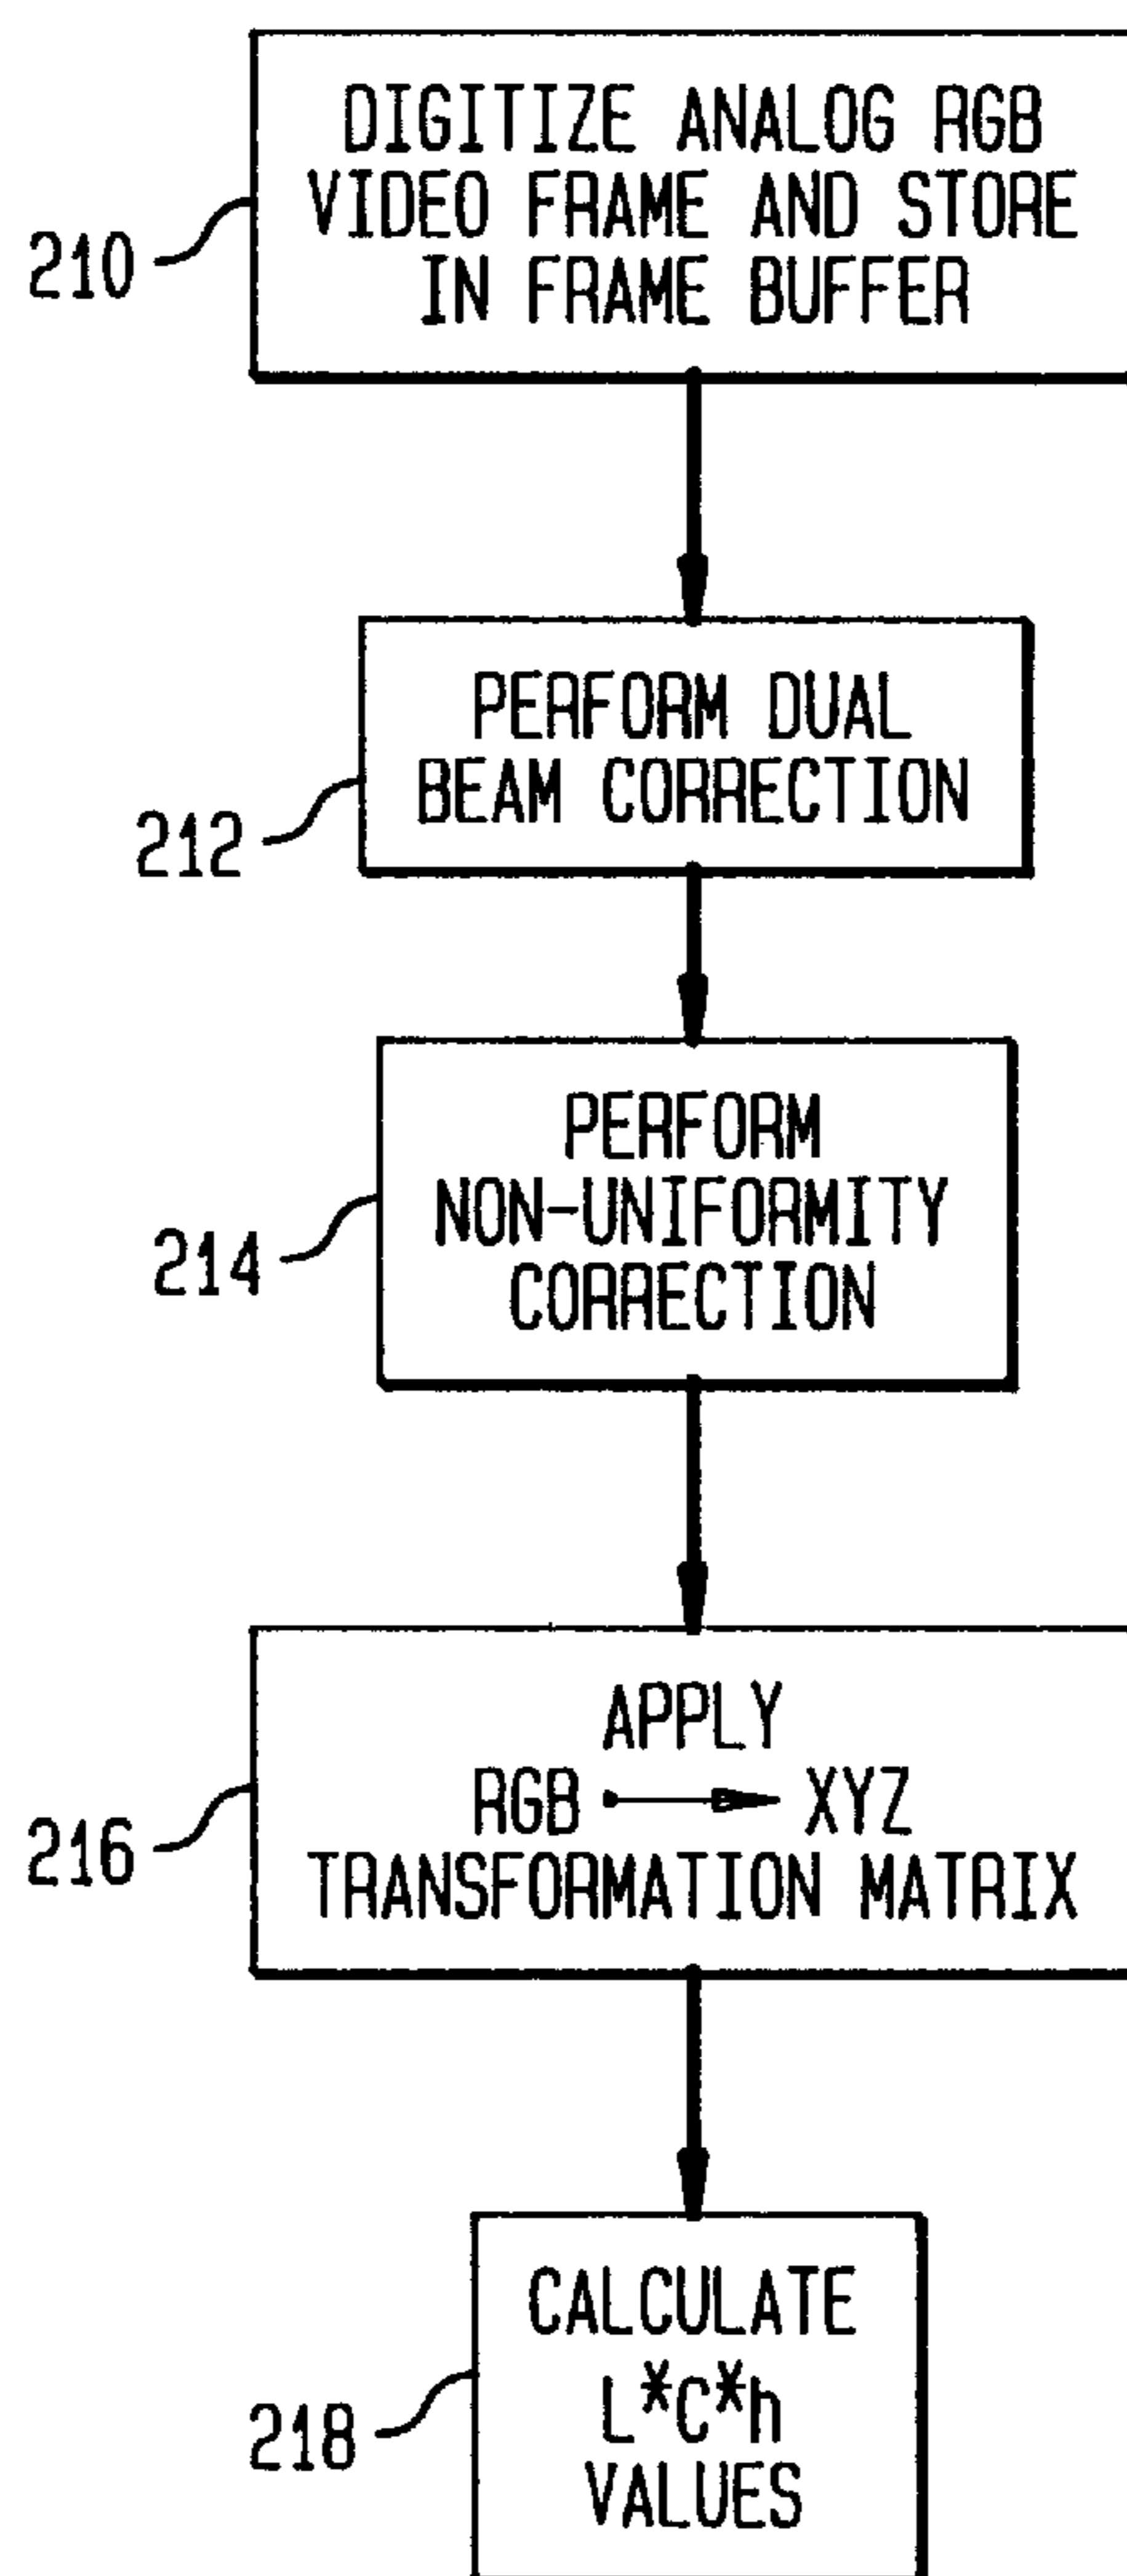 DIGITIZE ANALOG RGB
VIDEO FRAME AND STORE
IN FRAME BUFFER
210
PERFORM DUAL
BEAM CORRECTION
212
PERFORM
NON-UNIFORMITY
CORRECTION
214
APPLY
RGB → XYZ
TRANSFORMATION MATRIX
216
CALCULATE
L*C*h
VALUES
218